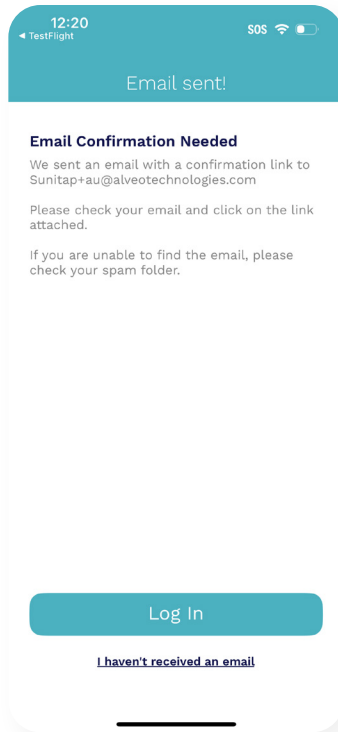 12:20
◀ TestFlight
SOS
Email sent!
Email Confirmation Needed
We sent an email with a confirmation link to
Sunitap+au@alveotechnologies.com
Please check your email and click on the link
attached.
If you are unable to find the email, please
check your spam folder.
Log In
I haven't received an email